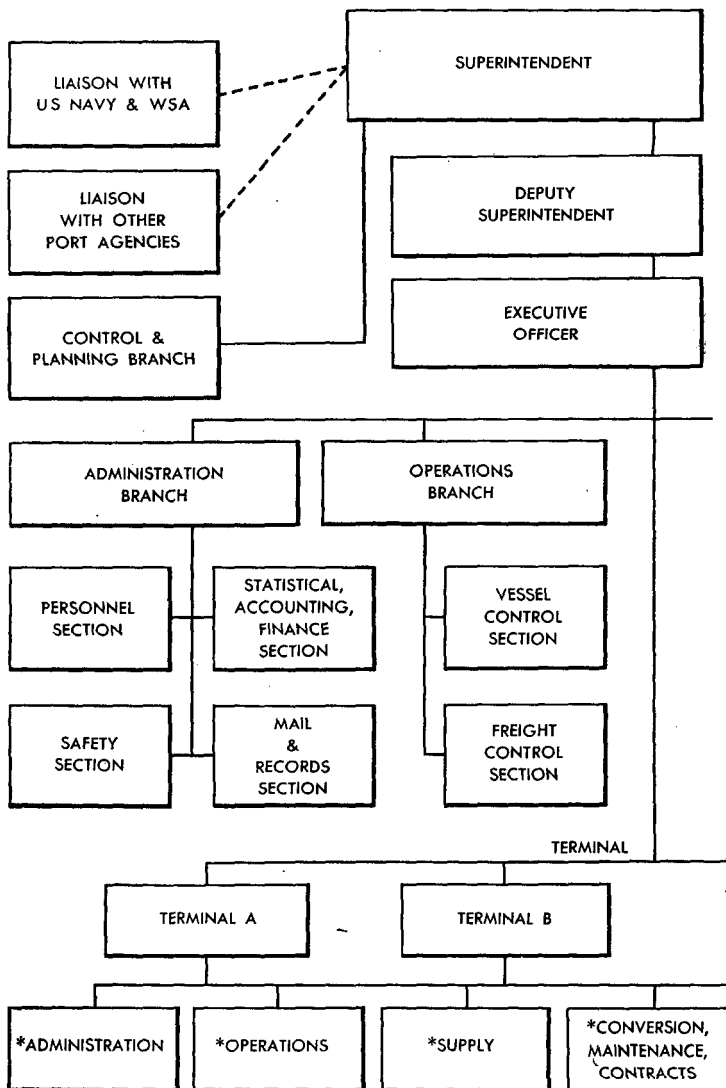 LIAISON WITH
US NAVY & WSA
SUPERINTENDENT
LIAISON
WITH OTHER
PORT AGENCIES
DEPUTY
SUPERINTENDENT
CONTROL &
PLANNING BRANCH
EXECUTIVE
OFFICER
ADMINISTRATION
BRANCH
OPERATIONS
BRANCH
PERSONNEL
SECTION
STATISTICAL,
ACCOUNTING,
FINANCE
SECTION
VESSEL
CONTROL
SECTION
SAFETY
SECTION
MAIL
&
RECORDS
SECTION
FREIGHT
CONTROL
SECTION
TERMINAL
TERMINAL A
TERMINAL B
*ADMINISTRATION
*OPERATIONS
*SUPPLY
*CONVERSION,
MAINTENANCE,
CONTRACTS